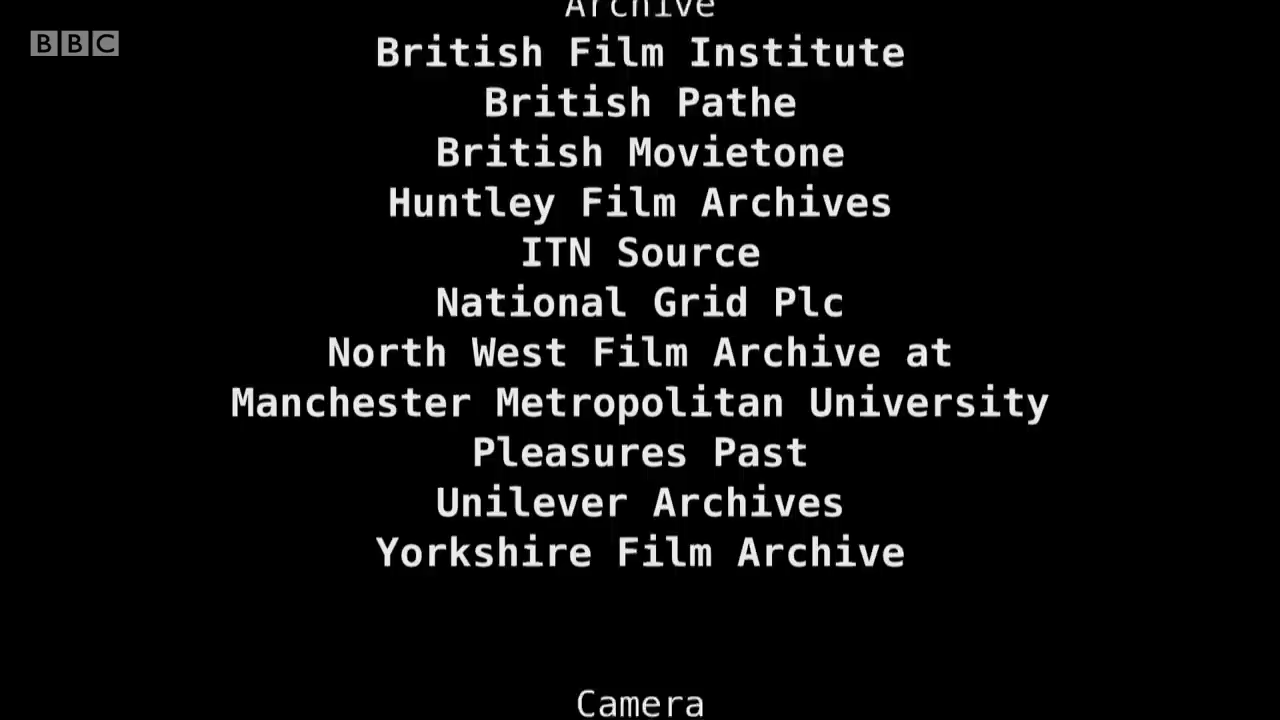 Archive
BBC
British Film Institute
British Pathe
British Movietone
Huntley Film Archives
ITN Source
National Grid Plc
North West Film Archive at
Manchester Metropolitan University
Pleasures Past
Unilever Archives
Yorkshire Film Archive
Camera